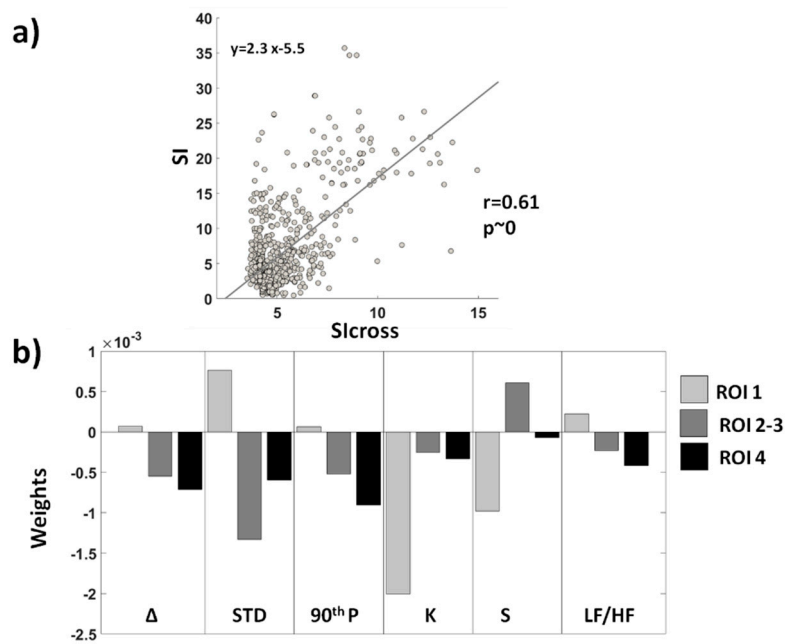 a)
40
35
30
25
20
15
10
5
0
SI
y=2.3 x-5.5
r=0.61
p~0
5
10
15
SIcross
b)
×10⁻³
1
0.5
0
-0.5
-1
-1.5
-2
-2.5
Weights
Δ
STD
90ᵗʰ P
K
S
LF/HF
ROI 1
ROI 2-3
ROI 4